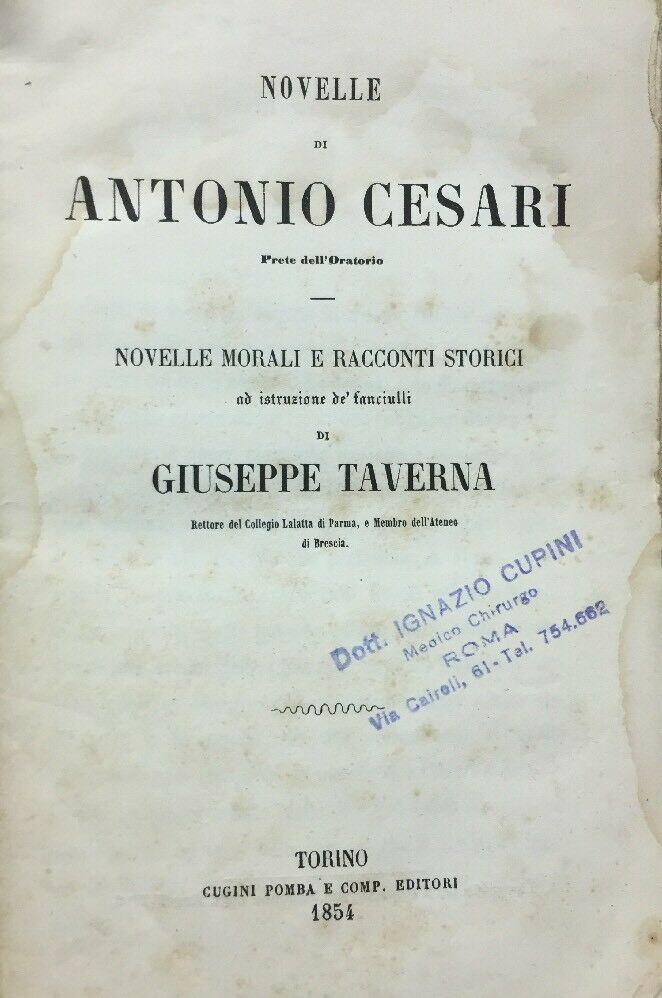 NOVELLE
DI
ANTONIO CESARI
Prete dell'Oratorio
NOVELLE MORALI E RACCONTI STORICI
ad istruzione de' fanciulli
DI
GIUSEPPE TAVERNA
Rettore del Collegio Lalatta di Parma, e Membro dell'Ateneo
di Brescia.
Dott. IGNAZIO CUPINI
Medico Chirurgo
ROMA
Via Cairoli, 61 - Tel. 754.662
TORINO
CUGINI POMBA E COMP. EDITORI
1854